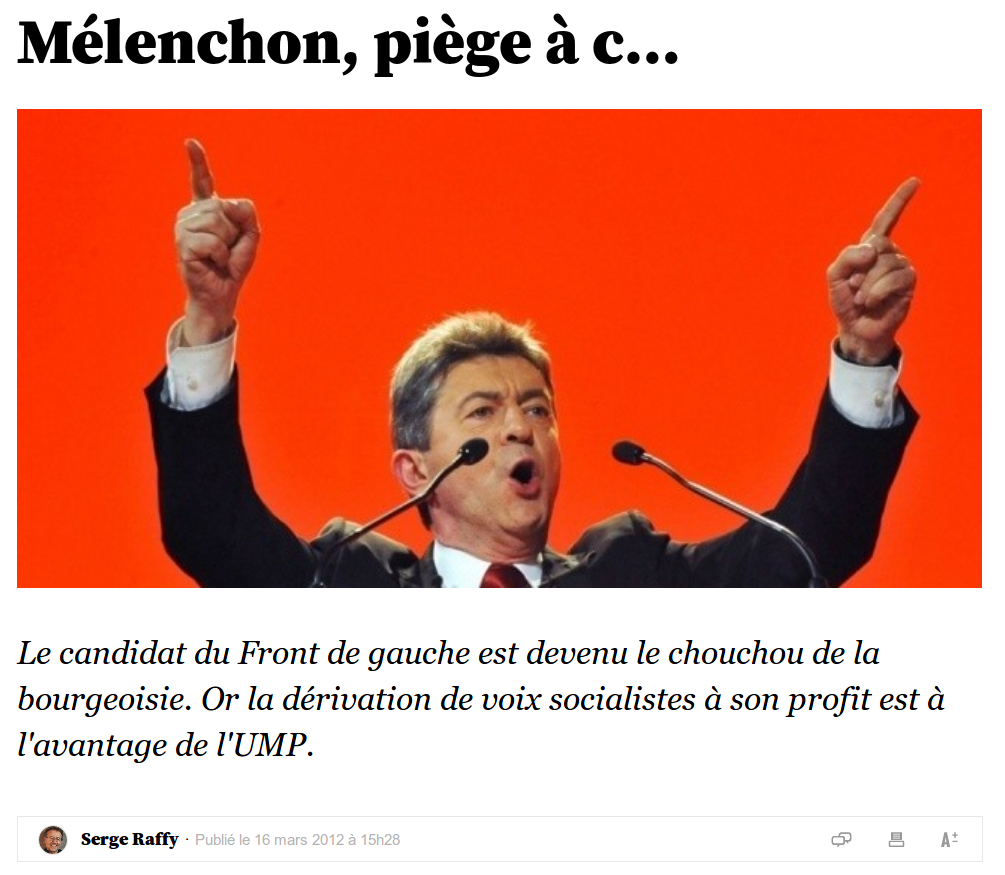 Mélenchon, piège à c...
Le candidat du Front de gauche est devenu le chouchou de la
bourgeoisie. Or la dérivation de voix socialistes à son profit est à
l'avantage de l'UMP.
Serge Raffy · Publié le 16 mars 2012 à 15h28 A±